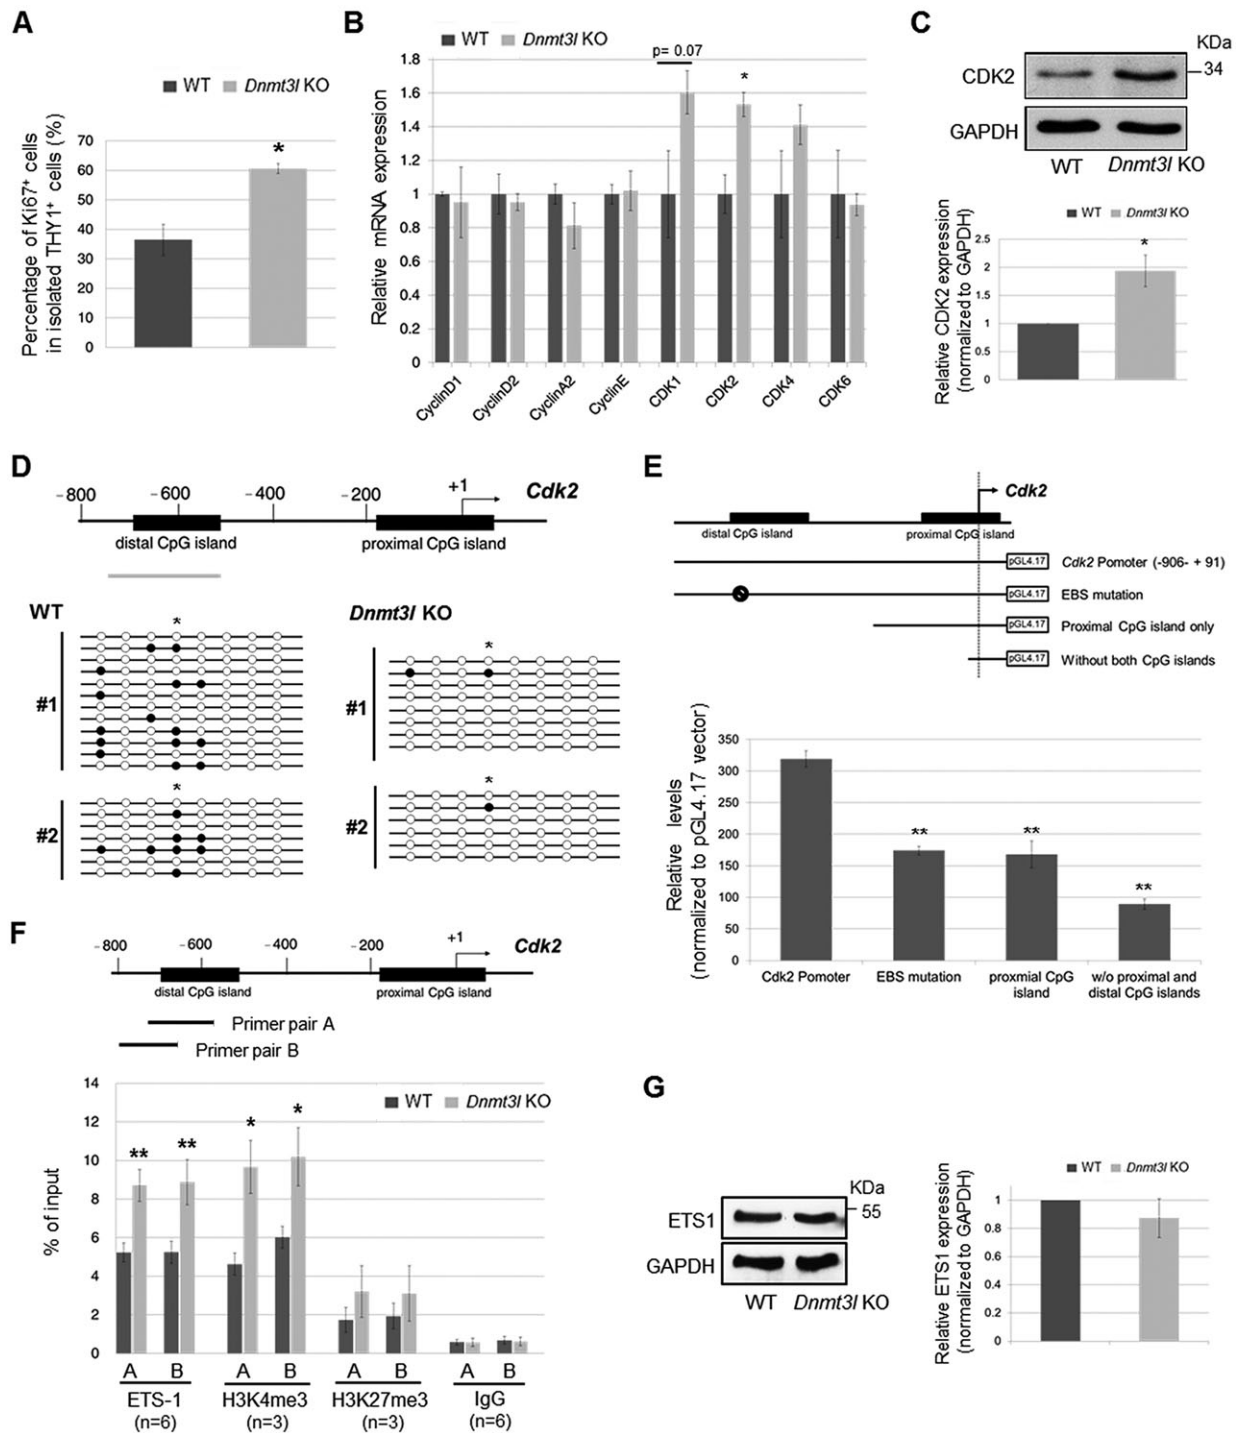 A
WT Dnmt3l KO
Percentage of Ki67+ cells
in isolated THY1+ cells (%)
70
60
50
40
30
20
10
0
*
B
WT Dnmt3l KO
Relative mRNA expression
1.8
1.6
1.4
1.2
1
0.8
0.6
0.4
0.2
0
p= 0.07
*
CyclinD1
CyclinD2
CyclinA2
CyclinE
CDK1
CDK2
CDK4
CDK6
C
KDa
CDK2
34
GAPDH
WT Dnmt3l KO
WT Dnmt3l KO
Relative CDK2 expression
(normalized to GAPDH)
2.5
2
1.5
1
0.5
0
*
D
-800 -600 -400 -200 +1 Cdk2
distal CpG island proximal CpG island
WT Dnmt3l KO
*
*
#1
#1
*
*
#2
#2
E
Cdk2
distal CpG island proximal CpG island
pGL4.17 Cdk2 Pomoter (-906- + 91)
pGL4.17 EBS mutation
pGL4.17 Proximal CpG island only
pGL4.17 Without both CpG islands
Relative levels
(normalized to pGL4.17 vector)
350
300
250
200
150
100
50
0
** ** **
Cdk2 Pomoter EBS mutation proxmial CpG w/o proximal and
island distal CpG islands
F
-800 -600 -400 -200 +1 Cdk2
distal CpG island proximal CpG island
Primer pair A
Primer pair B
% of input
14
12
10
8
6
4
2
0
WT Dnmt3l KO
** ** * *
A B A B A B A B
ETS-1 H3K4me3 H3K27me3 IgG
(n=6) (n=3) (n=3) (n=6)
G
KDa
ETS1
55
GAPDH
WT Dnmt3l KO
WT Dnmt3l KO
Relative ETS1 expression
(normalized to GAPDH)
1
0.8
0.6
0.4
0.2
0